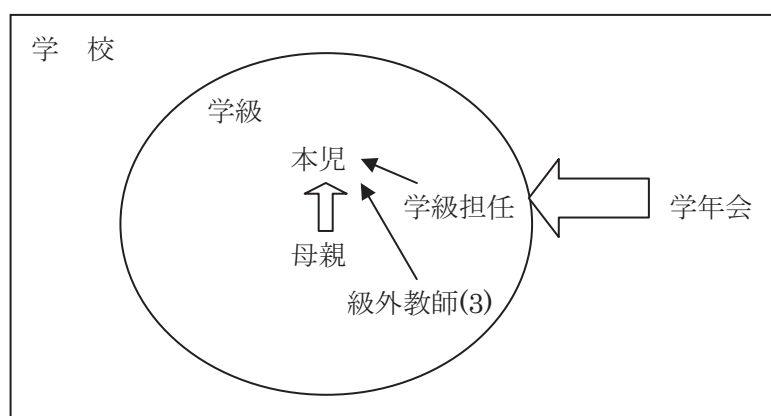 学 校
学級
本児
学級担任
学年会
母親
級外教師(3)